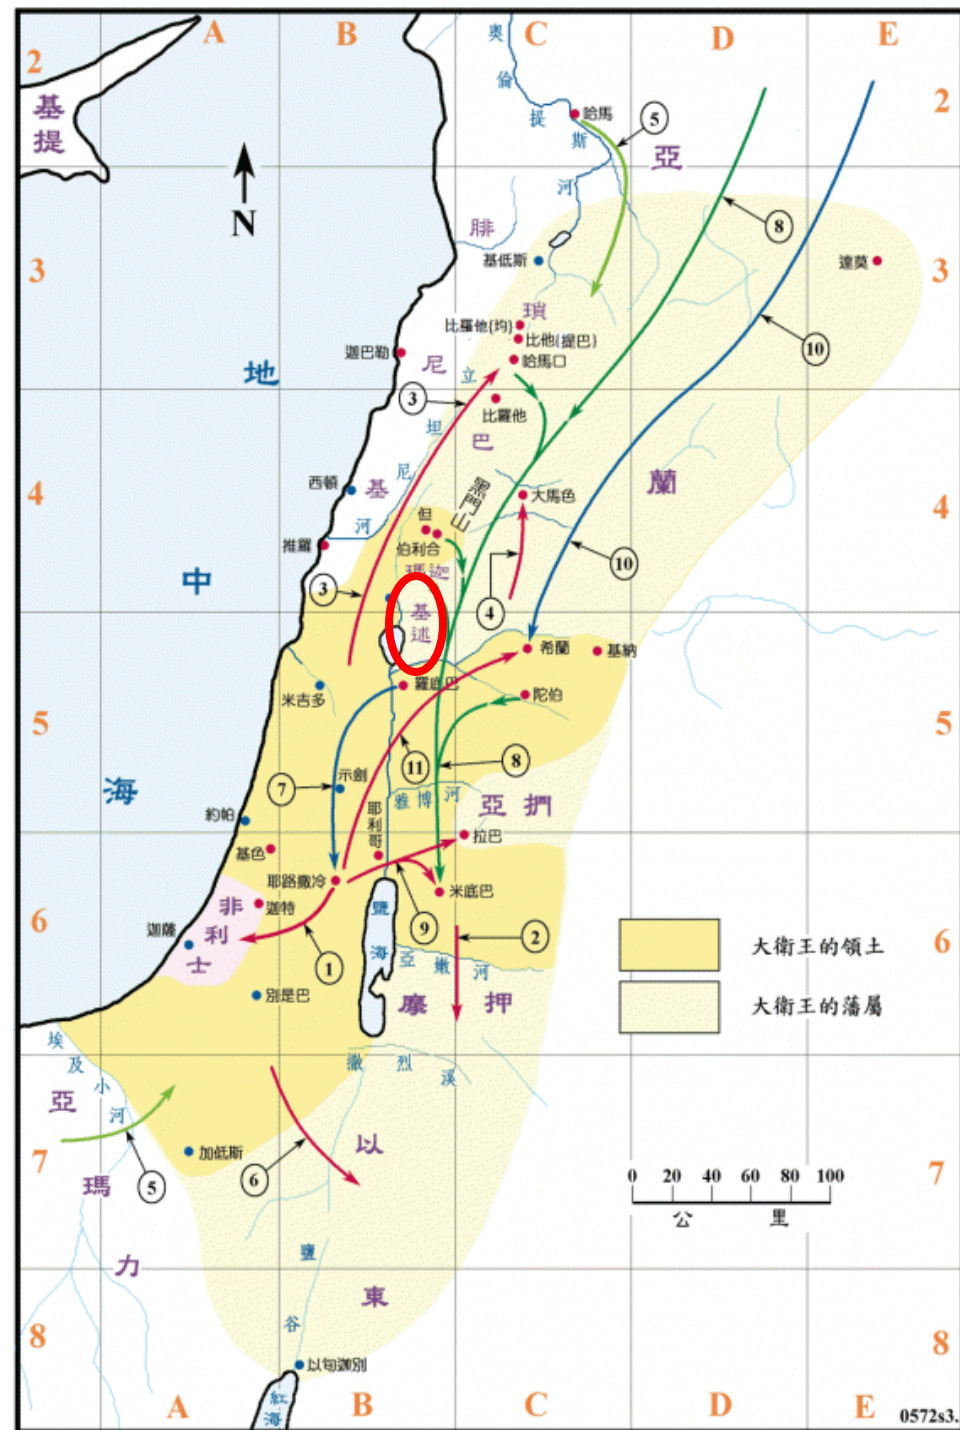 A B C D E
2
2
基提
奧倫提斯河
哈馬
5
亞
N
腓
8
3
基低斯
達莫
3
瑣
比羅他{均}
比他{提巴}
10
迦巴勒
哈馬口
尼
地
立
3
比羅他
坦
巴
尼
黑門山
西頓
基
大馬色
蘭
4
4
河
但
推羅
伯利合
瑪迦
10
中
3
基述
4
希蘭
基納
羅底巴
米吉多
陀伯
5
5
11
8
示劍
7
海
雅博河
亞捫
約帕
耶利哥
拉巴
基色
耶路撒冷
米底巴
迦特
非利士
鹽海
9
2
6
6
迦薩
1
亞嫩河
大衛王的領土
別是巴
摩押
大衛王的藩屬
埃及小河
撒烈溪
亞
以
7
加低斯
6
7
5
0 20 40 60 80 100
公里
瑪
鹽
力
東
谷
8
8
以旬迦別
紅海
A B C D E
0572s3.